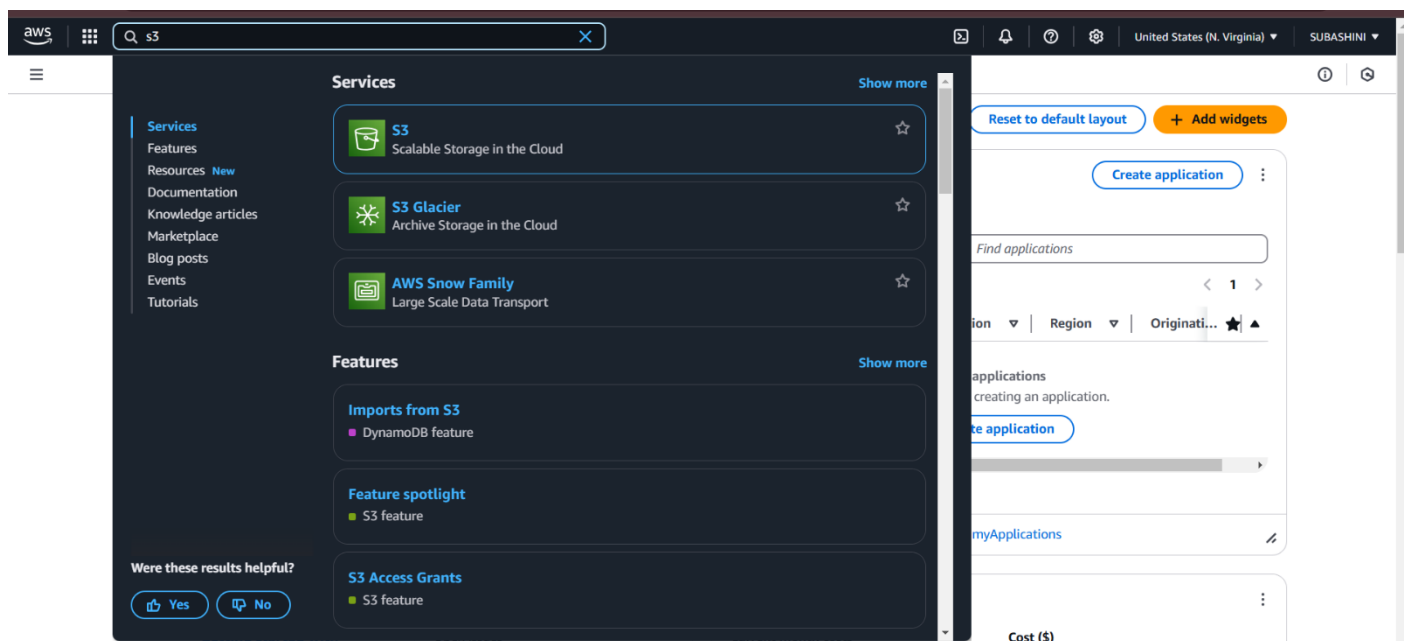 aws
s3
United States (N. Virginia)
SUBASHINI
Services
Show more
Services
Features
Resources New
Documentation
Knowledge articles
Marketplace
Blog posts
Events
Tutorials
S3
Scalable Storage in the Cloud
S3 Glacier
Archive Storage in the Cloud
AWS Snow Family
Large Scale Data Transport
Features
Show more
Imports from S3
DynamoDB feature
Feature spotlight
S3 feature
S3 Access Grants
S3 feature
Were these results helpful?
Yes
No
Reset to default layout
+ Add widgets
Create application
Find applications
1
ion
Region
Originati...
applications
creating an application.
te application
myApplications
Cost ($)